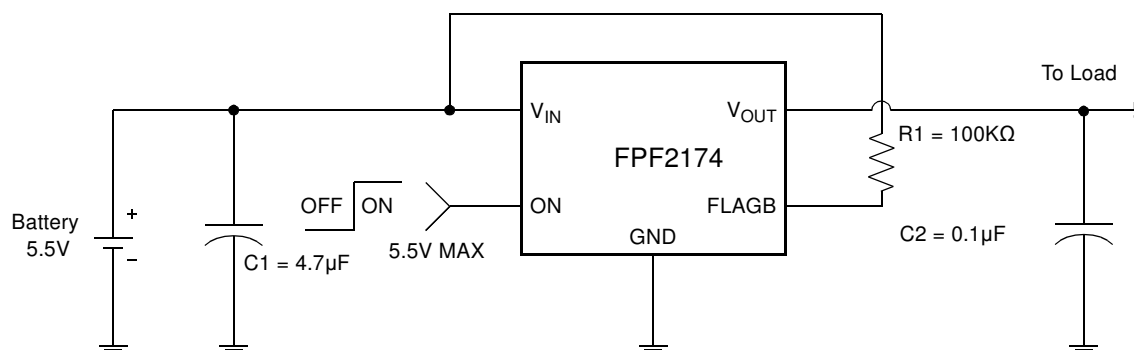 To Load
V_IN
V_OUT
R1 = 100KΩ
FPF2174
OFF
ON
ON
FLAGB
Battery
5.5V
+
−
GND
C1 = 4.7µF
5.5V MAX
C2 = 0.1µF